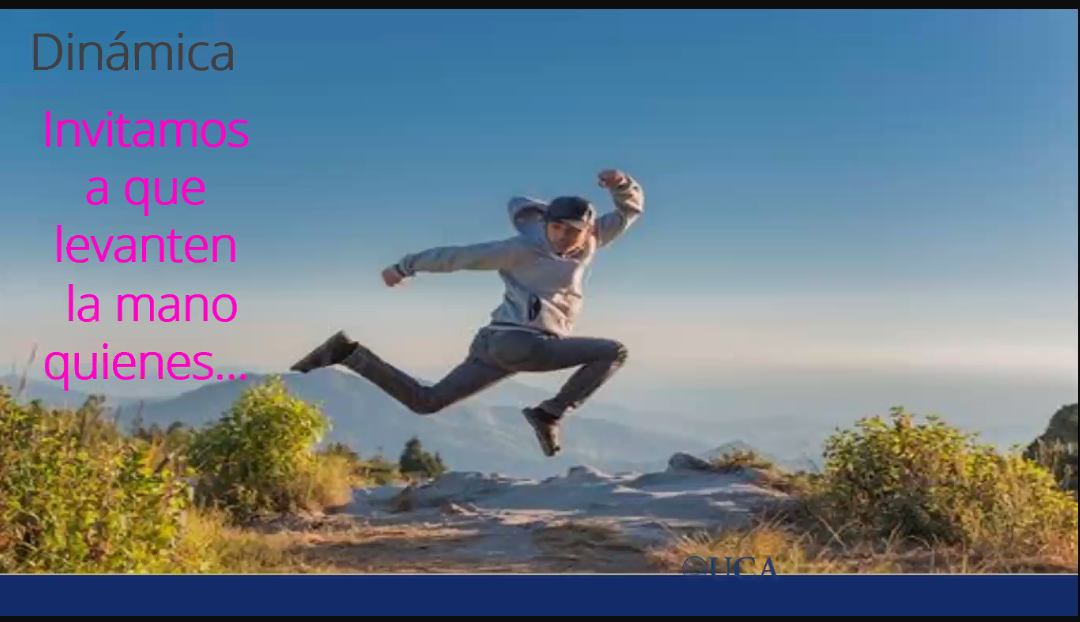 Dinámica
Invitamos
a que
levanten
la mano
quienes...
UCA